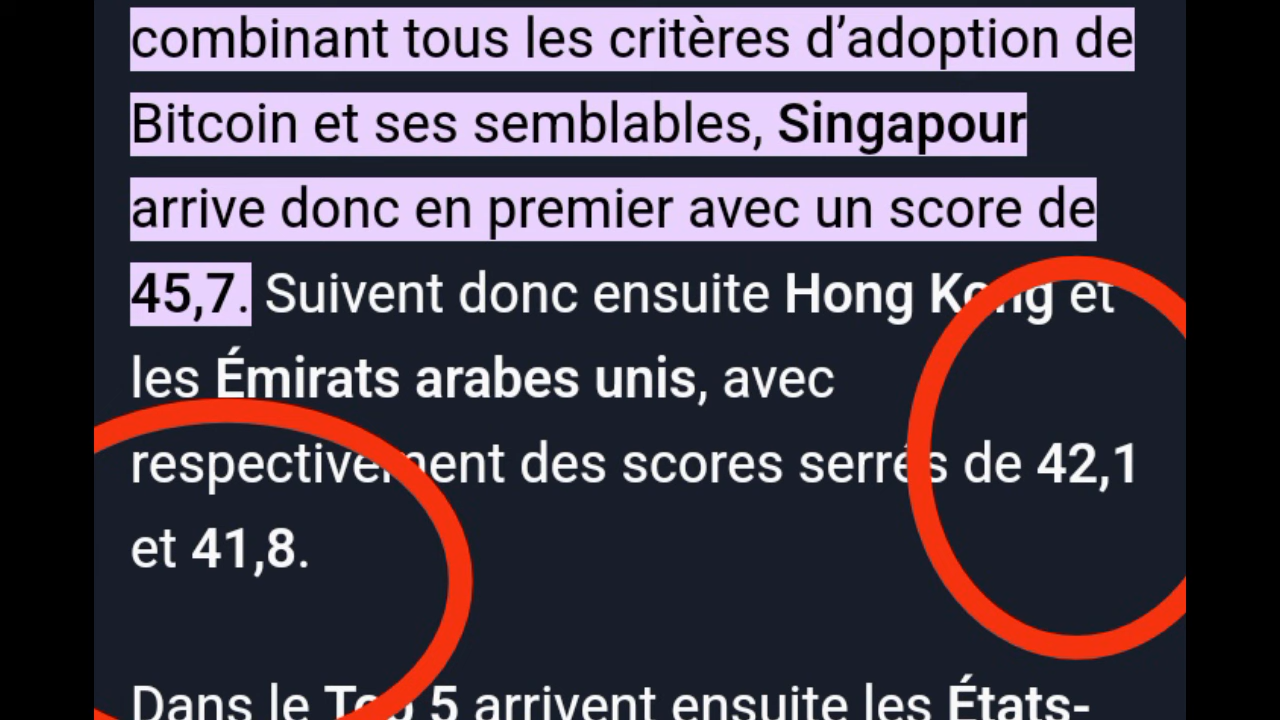 combinant tous les critères d’adoption de
Bitcoin et ses semblables, Singapour
arrive donc en premier avec un score de
45,7. Suivent donc ensuite Hong Kong et
les Émirats arabes unis, avec
respectivement des scores serrés de 42,1
et 41,8.
Dans le Top 5 arrivent ensuite les États-